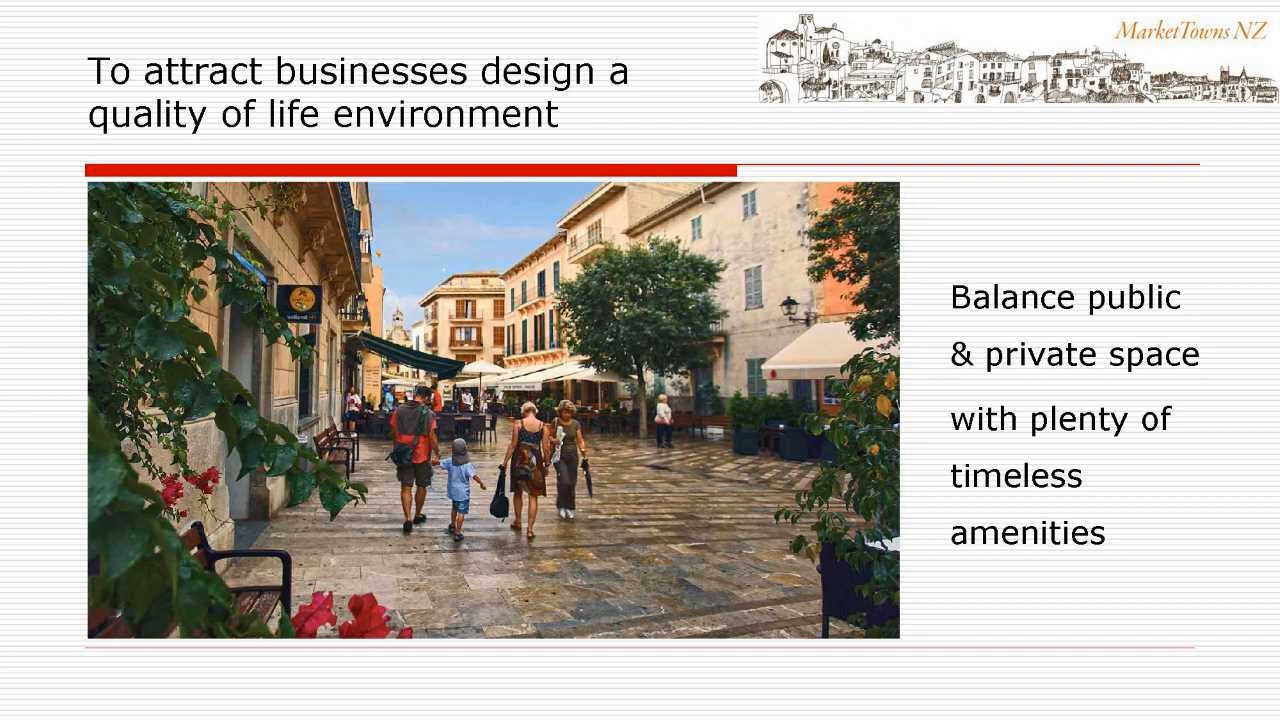 MarketTowns NZ
To attract businesses design a
quality of life environment
Balance public
& private space
with plenty of
timeless
amenities